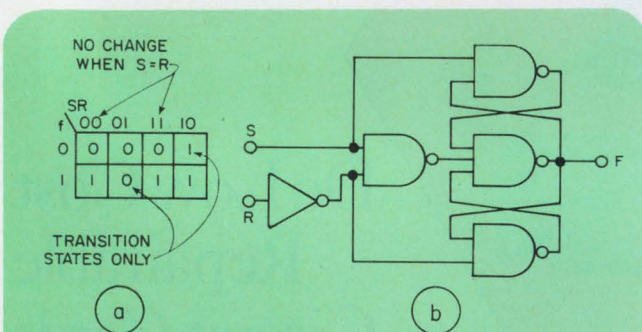 NO CHANGE
WHEN S=R
SR
f 00 01 11 10
0 0 0 0 1
1 1 0 1 1
TRANSITION
STATES ONLY
a
S
R
F
b